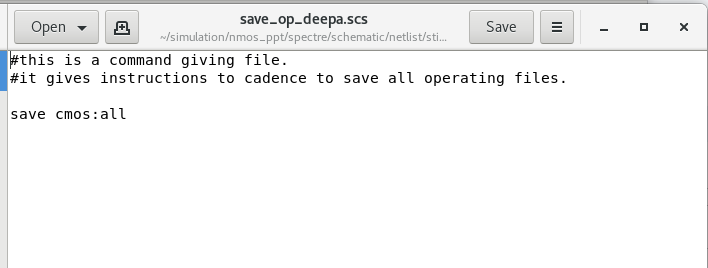 Open
save_op_deepa.scs
~/simulation/nmos_ppt/spectre/schematic/netlist/sti...
Save
#this is a command giving file.
#it gives instructions to cadence to save all operating files.
save cmos:all